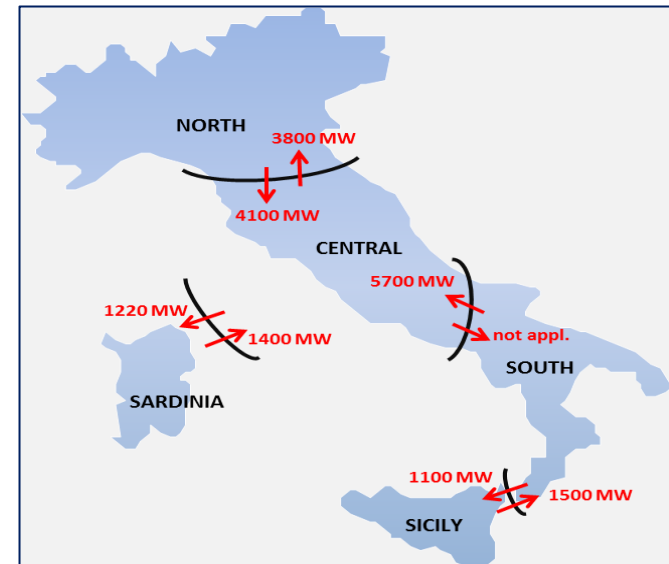 NORTH
3800 MW
4100 MW
CENTRAL
5700 MW
1220 MW
1400 MW
not appl.
SOUTH
SARDINIA
1100 MW
1500 MW
SICILY